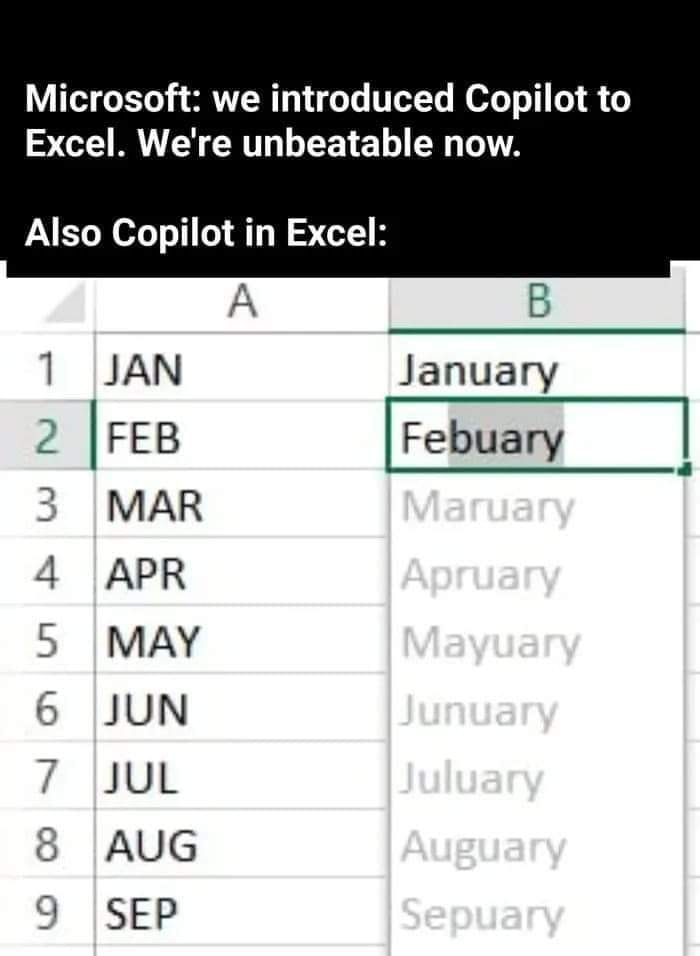 Microsoft: we introduced Copilot to
Excel. We're unbeatable now.
Also Copilot in Excel:
A B
1 JAN January
2 FEB Febuary
3 MAR Maruary
4 APR Apruary
5 MAY Mayuary
6 JUN Junuary
7 JUL Juluary
8 AUG Auguary
9 SEP Sepuary